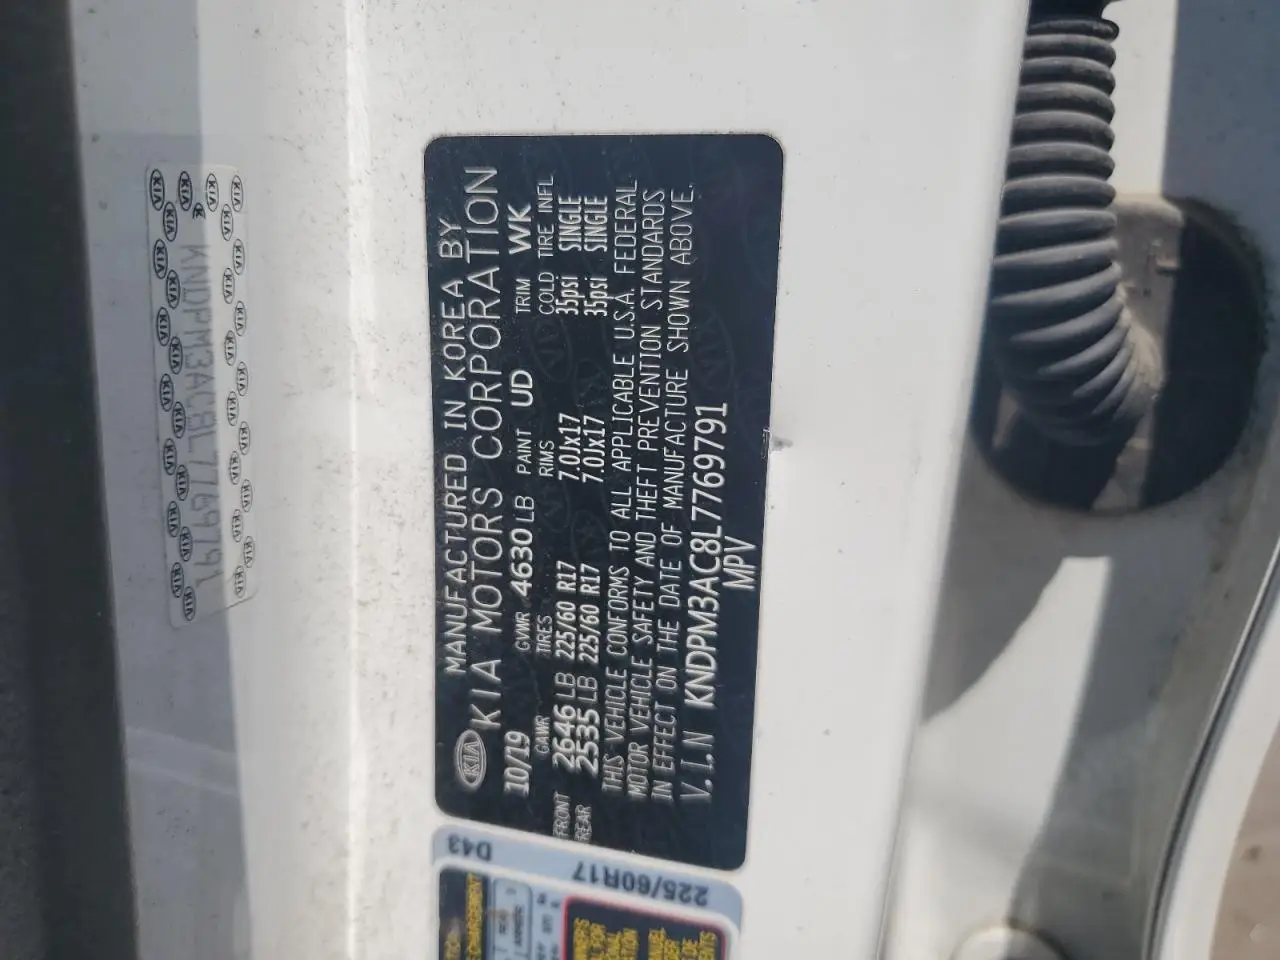 KNDPM3AC8L7769791
MANUFACTURED IN KOREA BY
KIA KIA MOTORS CORPORATION
10/19 GVWR 4630 LB PAINT UD TRIM WK
GAWR TIRES RIMS COLD TIRE INFL
FRONT 2646 LB 225/60 R17 7.0Jx17 35psi SINGLE
REAR 2535 LB 225/60 R17 7.0Jx17 35psi SINGLE
THIS VEHICLE CONFORMS TO ALL APPLICABLE U.S.A. FEDERAL
MOTOR VEHICLE SAFETY AND THEFT PREVENTION STANDARDS
IN EFFECT ON THE DATE OF MANUFACTURE SHOWN ABOVE.
V.I.N KNDPM3AC8L7769791
MPV
D43
225/60R17